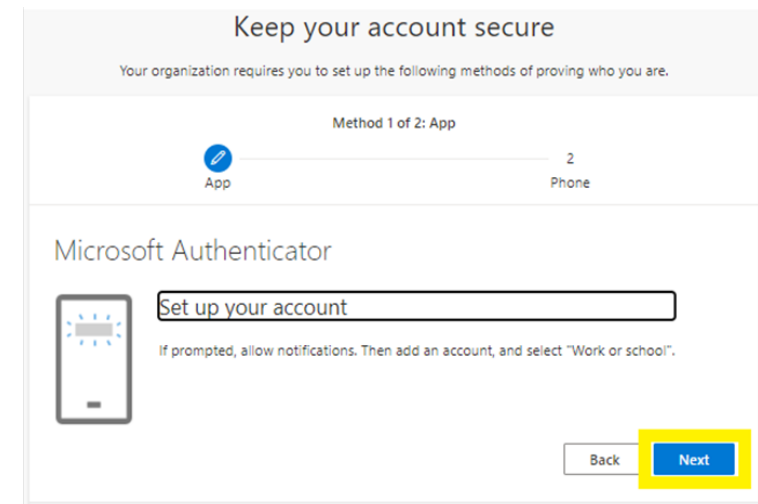 Keep your account secure
Your organization requires you to set up the following methods of proving who you are.
Method 1 of 2: App
App
2
Phone
Microsoft Authenticator
Set up your account
If prompted, allow notifications. Then add an account, and select "Work or school".
Back
Next